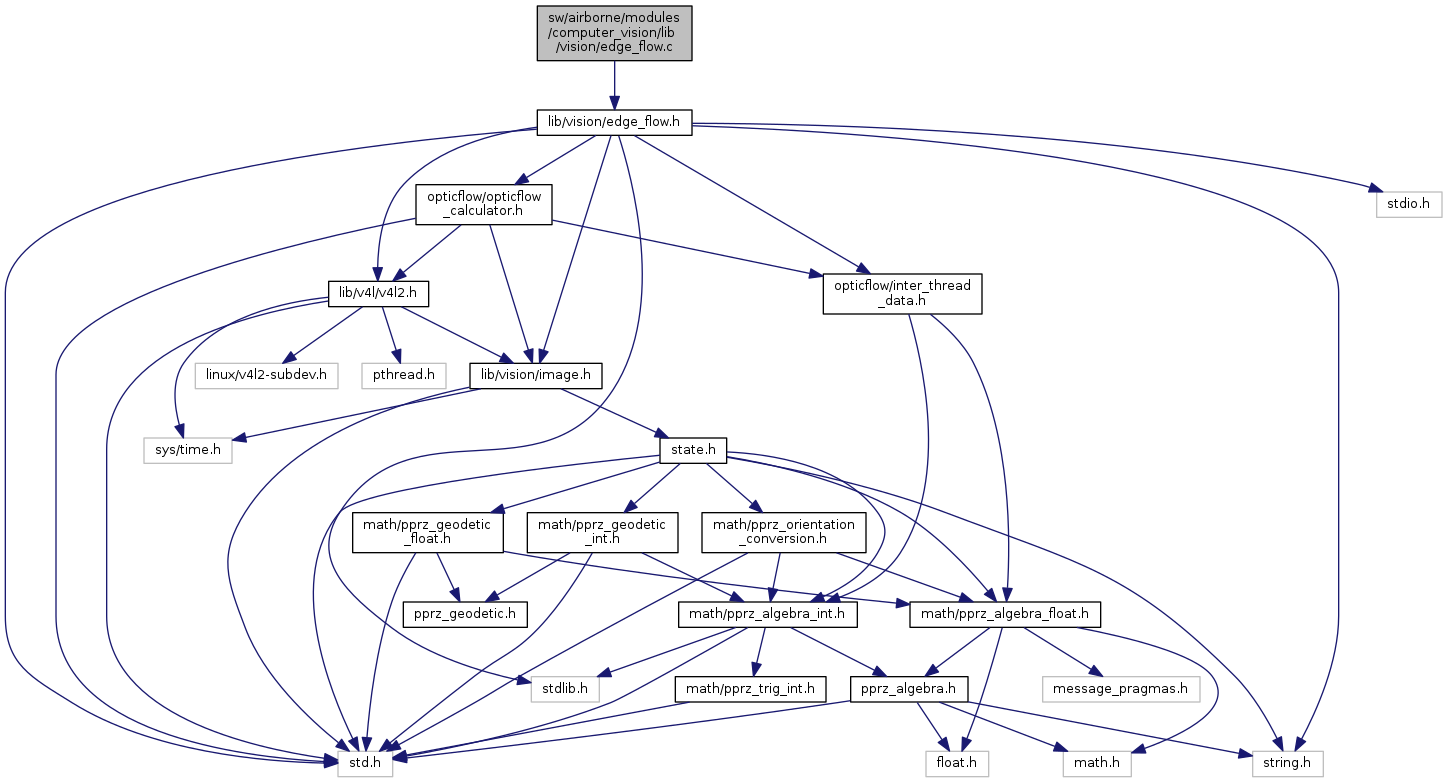 sw/airborne/modules
/computer_vision/lib
/vision/edge_flow.c
lib/vision/edge_flow.h
opticflow/opticflow
_calculator.h
stdio.h
lib/v4l/v4l2.h
opticflow/inter_thread
_data.h
linux/v4l2-subdev.h
pthread.h
lib/vision/image.h
sys/time.h
state.h
math/pprz_geodetic
_float.h
math/pprz_geodetic
_int.h
math/pprz_orientation
_conversion.h
pprz_geodetic.h
math/pprz_algebra_int.h
math/pprz_algebra_float.h
stdlib.h
math/pprz_trig_int.h
pprz_algebra.h
message_pragmas.h
std.h
float.h
math.h
string.h